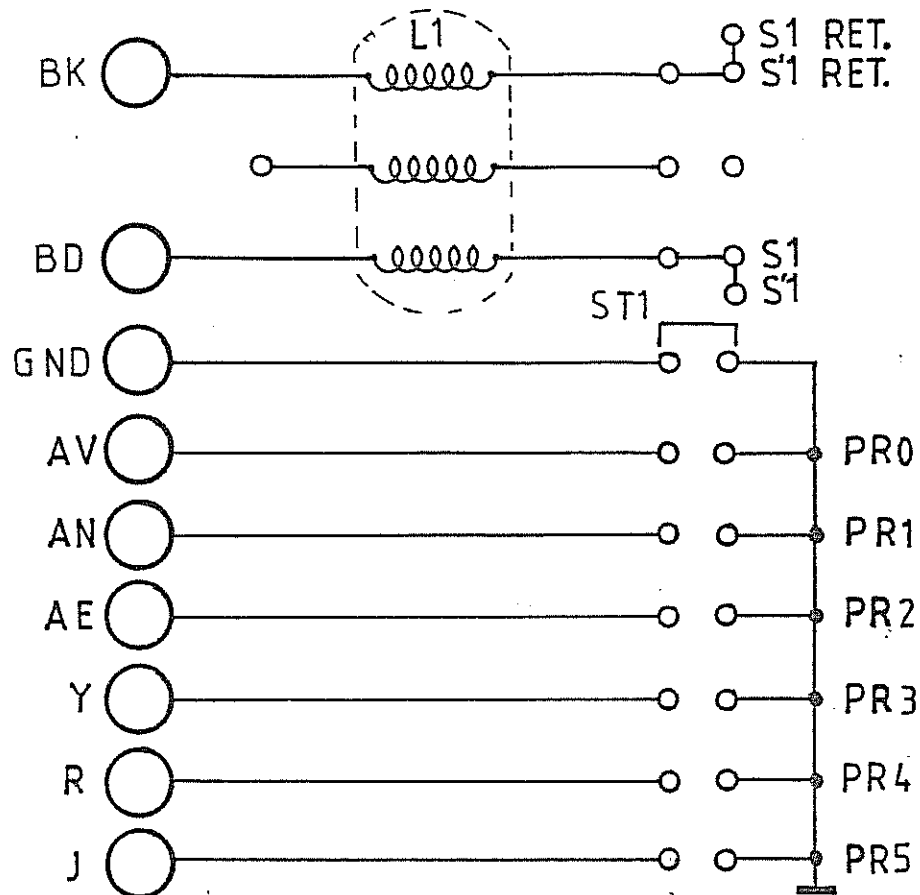 L1
S1 RET.
BK
S'1 RET.
BD
S1
S'1
ST1
GND
AV
PR0
AN
PR1
AE
PR2
Y
PR3
R
PR4
J
PR5